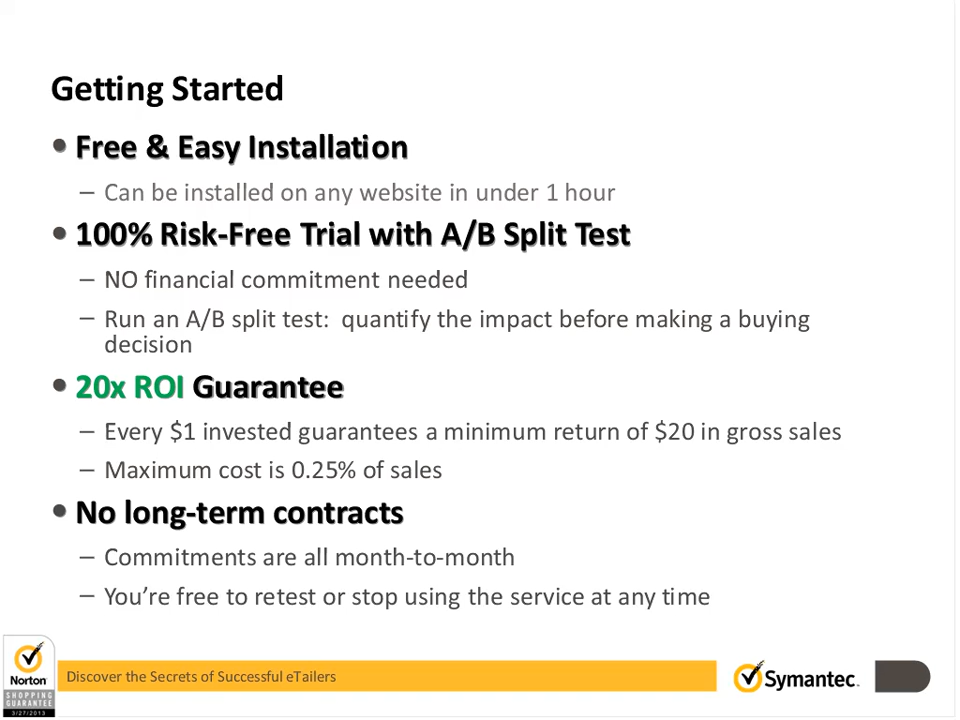 Getting Started
• Free & Easy Installation
– Can be installed on any website in under 1 hour
• 100% Risk-Free Trial with A/B Split Test
– NO financial commitment needed
– Run an A/B split test:  quantify the impact before making a buying
decision
• 20x ROI Guarantee
– Every $1 invested guarantees a minimum return of $20 in gross sales
– Maximum cost is 0.25% of sales
• No long-term contracts
– Commitments are all month-to-month
– You’re free to retest or stop using the service at any time
Norton
SHOPPING
GUARANTEE
3/27/2013
Discover the Secrets of Successful eTailers
Symantec.